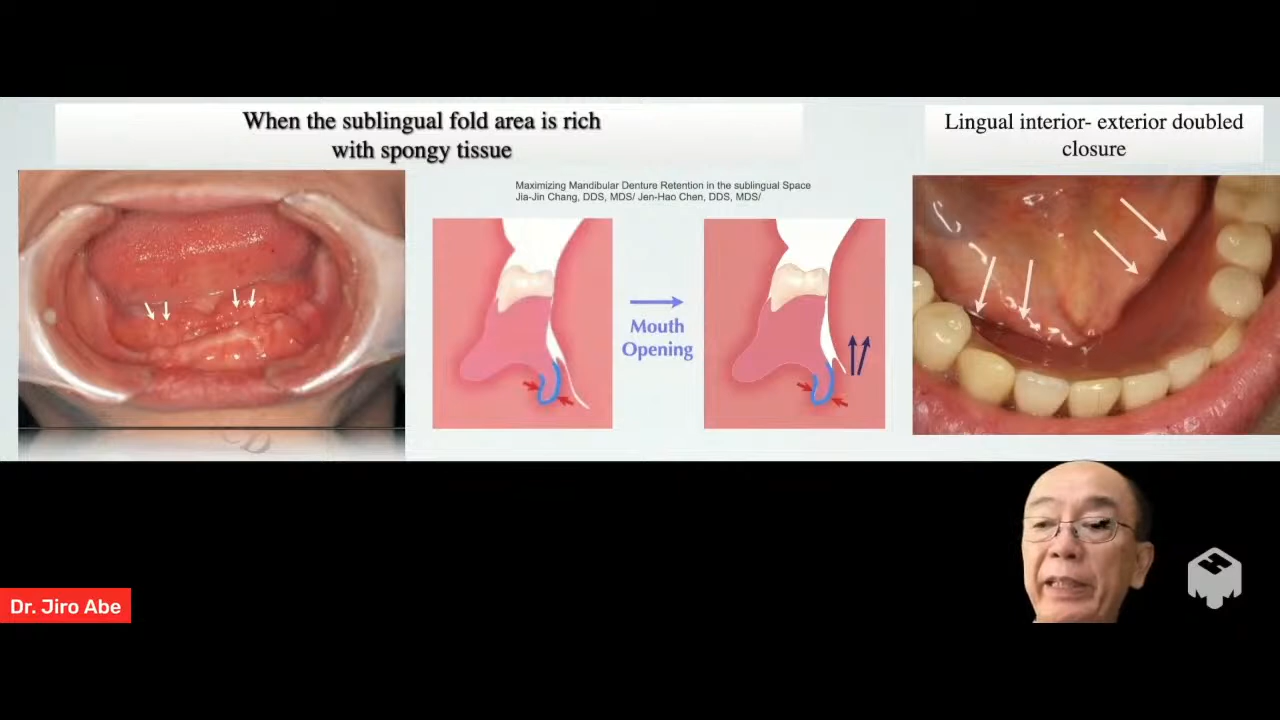 When the sublingual fold area is rich
with spongy tissue
Lingual interior- exterior doubled
closure
Maximizing Mandibular Denture Retention in the sublingual Space
Jia-Jin Chang, DDS, MDS/ Jen-Hao Chen, DDS, MDS/
Mouth
Opening
Dr. Jiro Abe